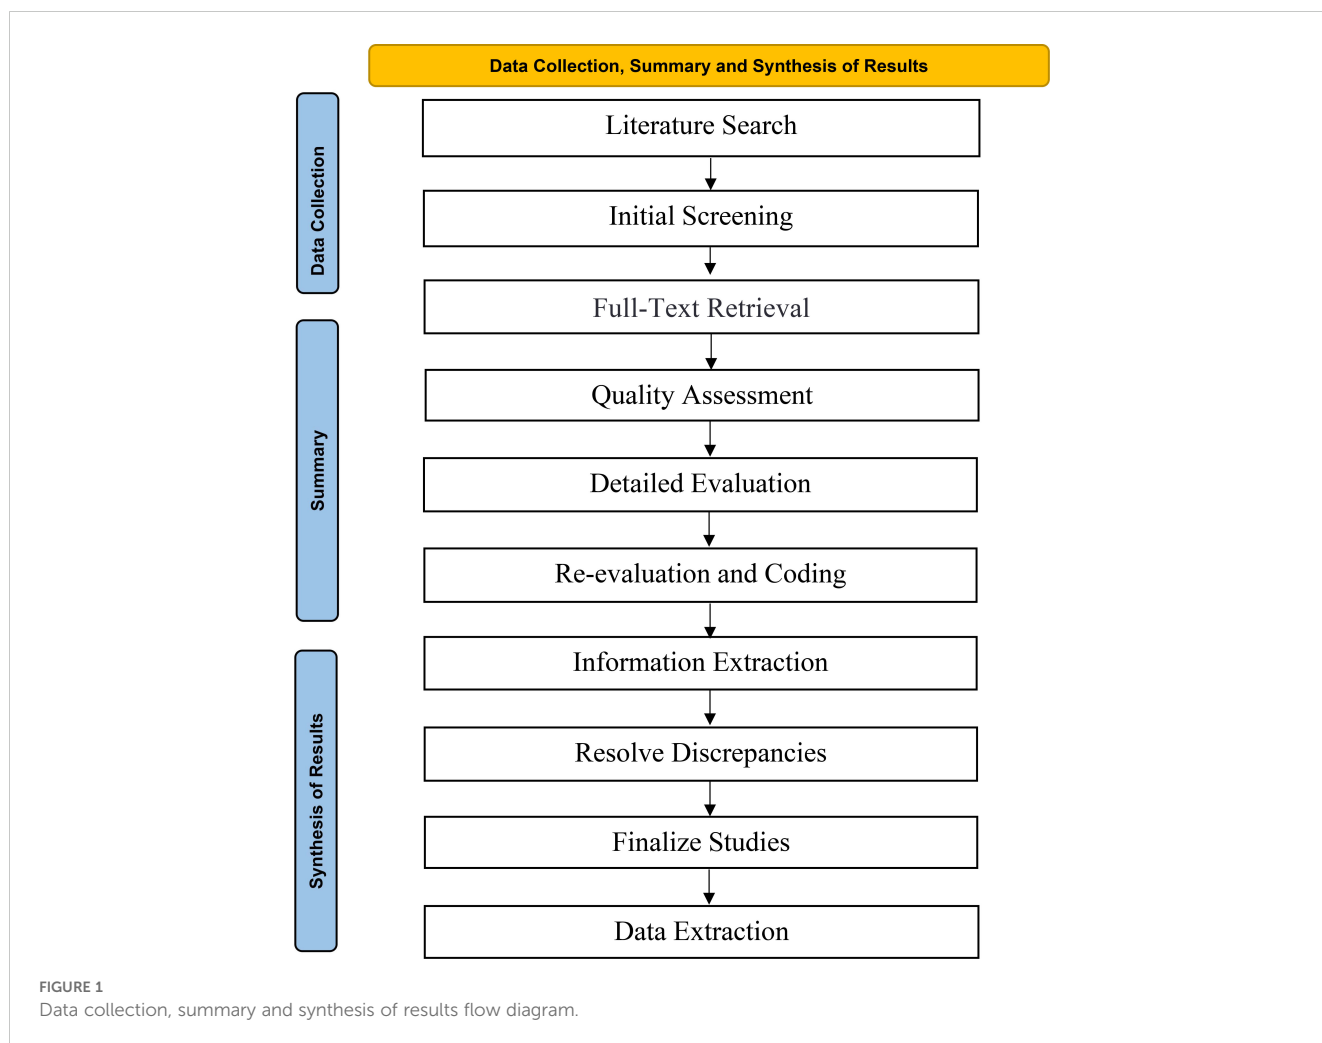 Data Collection, Summary and Synthesis of Results
Data Collection
Literature Search
Initial Screening
Full-Text Retrieval
Summary
Quality Assessment
Detailed Evaluation
Re-evaluation and Coding
Synthesis of Results
Information Extraction
Resolve Discrepancies
Finalize Studies
Data Extraction
FIGURE 1
Data collection, summary and synthesis of results flow diagram.